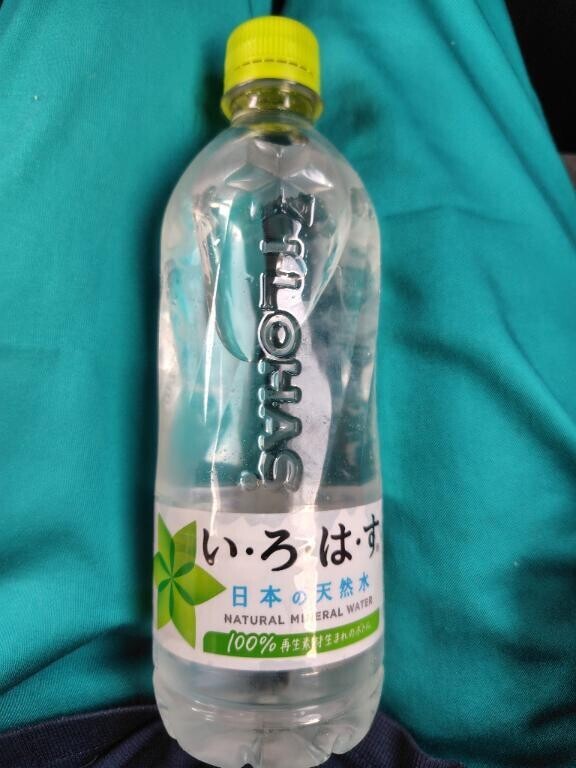 I LOHAS
い・ろ・は・す
日本の天然水
NATURAL MINERAL WATER
100% 再生素材生まれのボトル